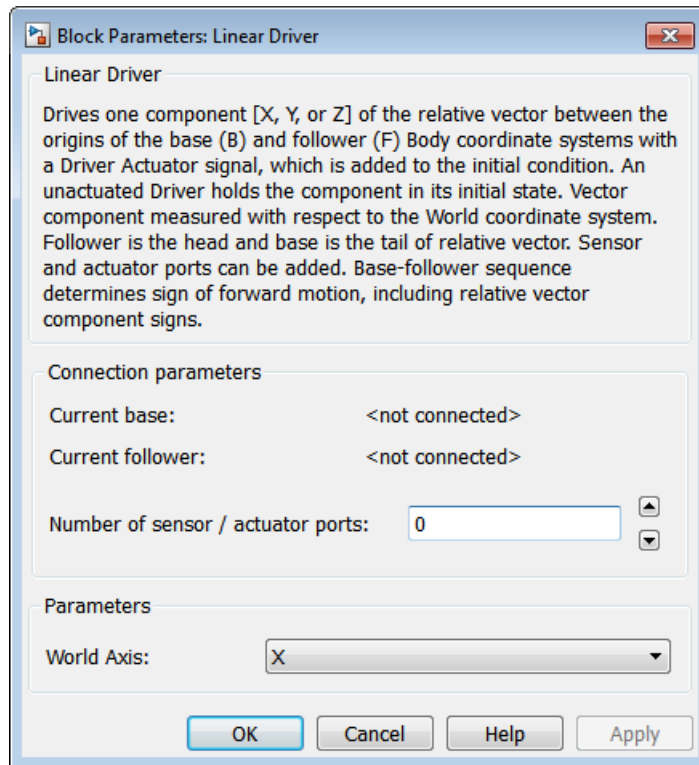 Block Parameters: Linear Driver
Linear Driver
Drives one component [X, Y, or Z] of the relative vector between the
origins of the base (B) and follower (F) Body coordinate systems with
a Driver Actuator signal, which is added to the initial condition. An
unactuated Driver holds the component in its initial state. Vector
component measured with respect to the World coordinate system.
Follower is the head and base is the tail of relative vector. Sensor
and actuator ports can be added. Base-follower sequence
determines sign of forward motion, including relative vector
component signs.
Connection parameters
Current base: <not connected>
Current follower: <not connected>
Number of sensor / actuator ports: 0
Parameters
World Axis: X
OK Cancel Help Apply